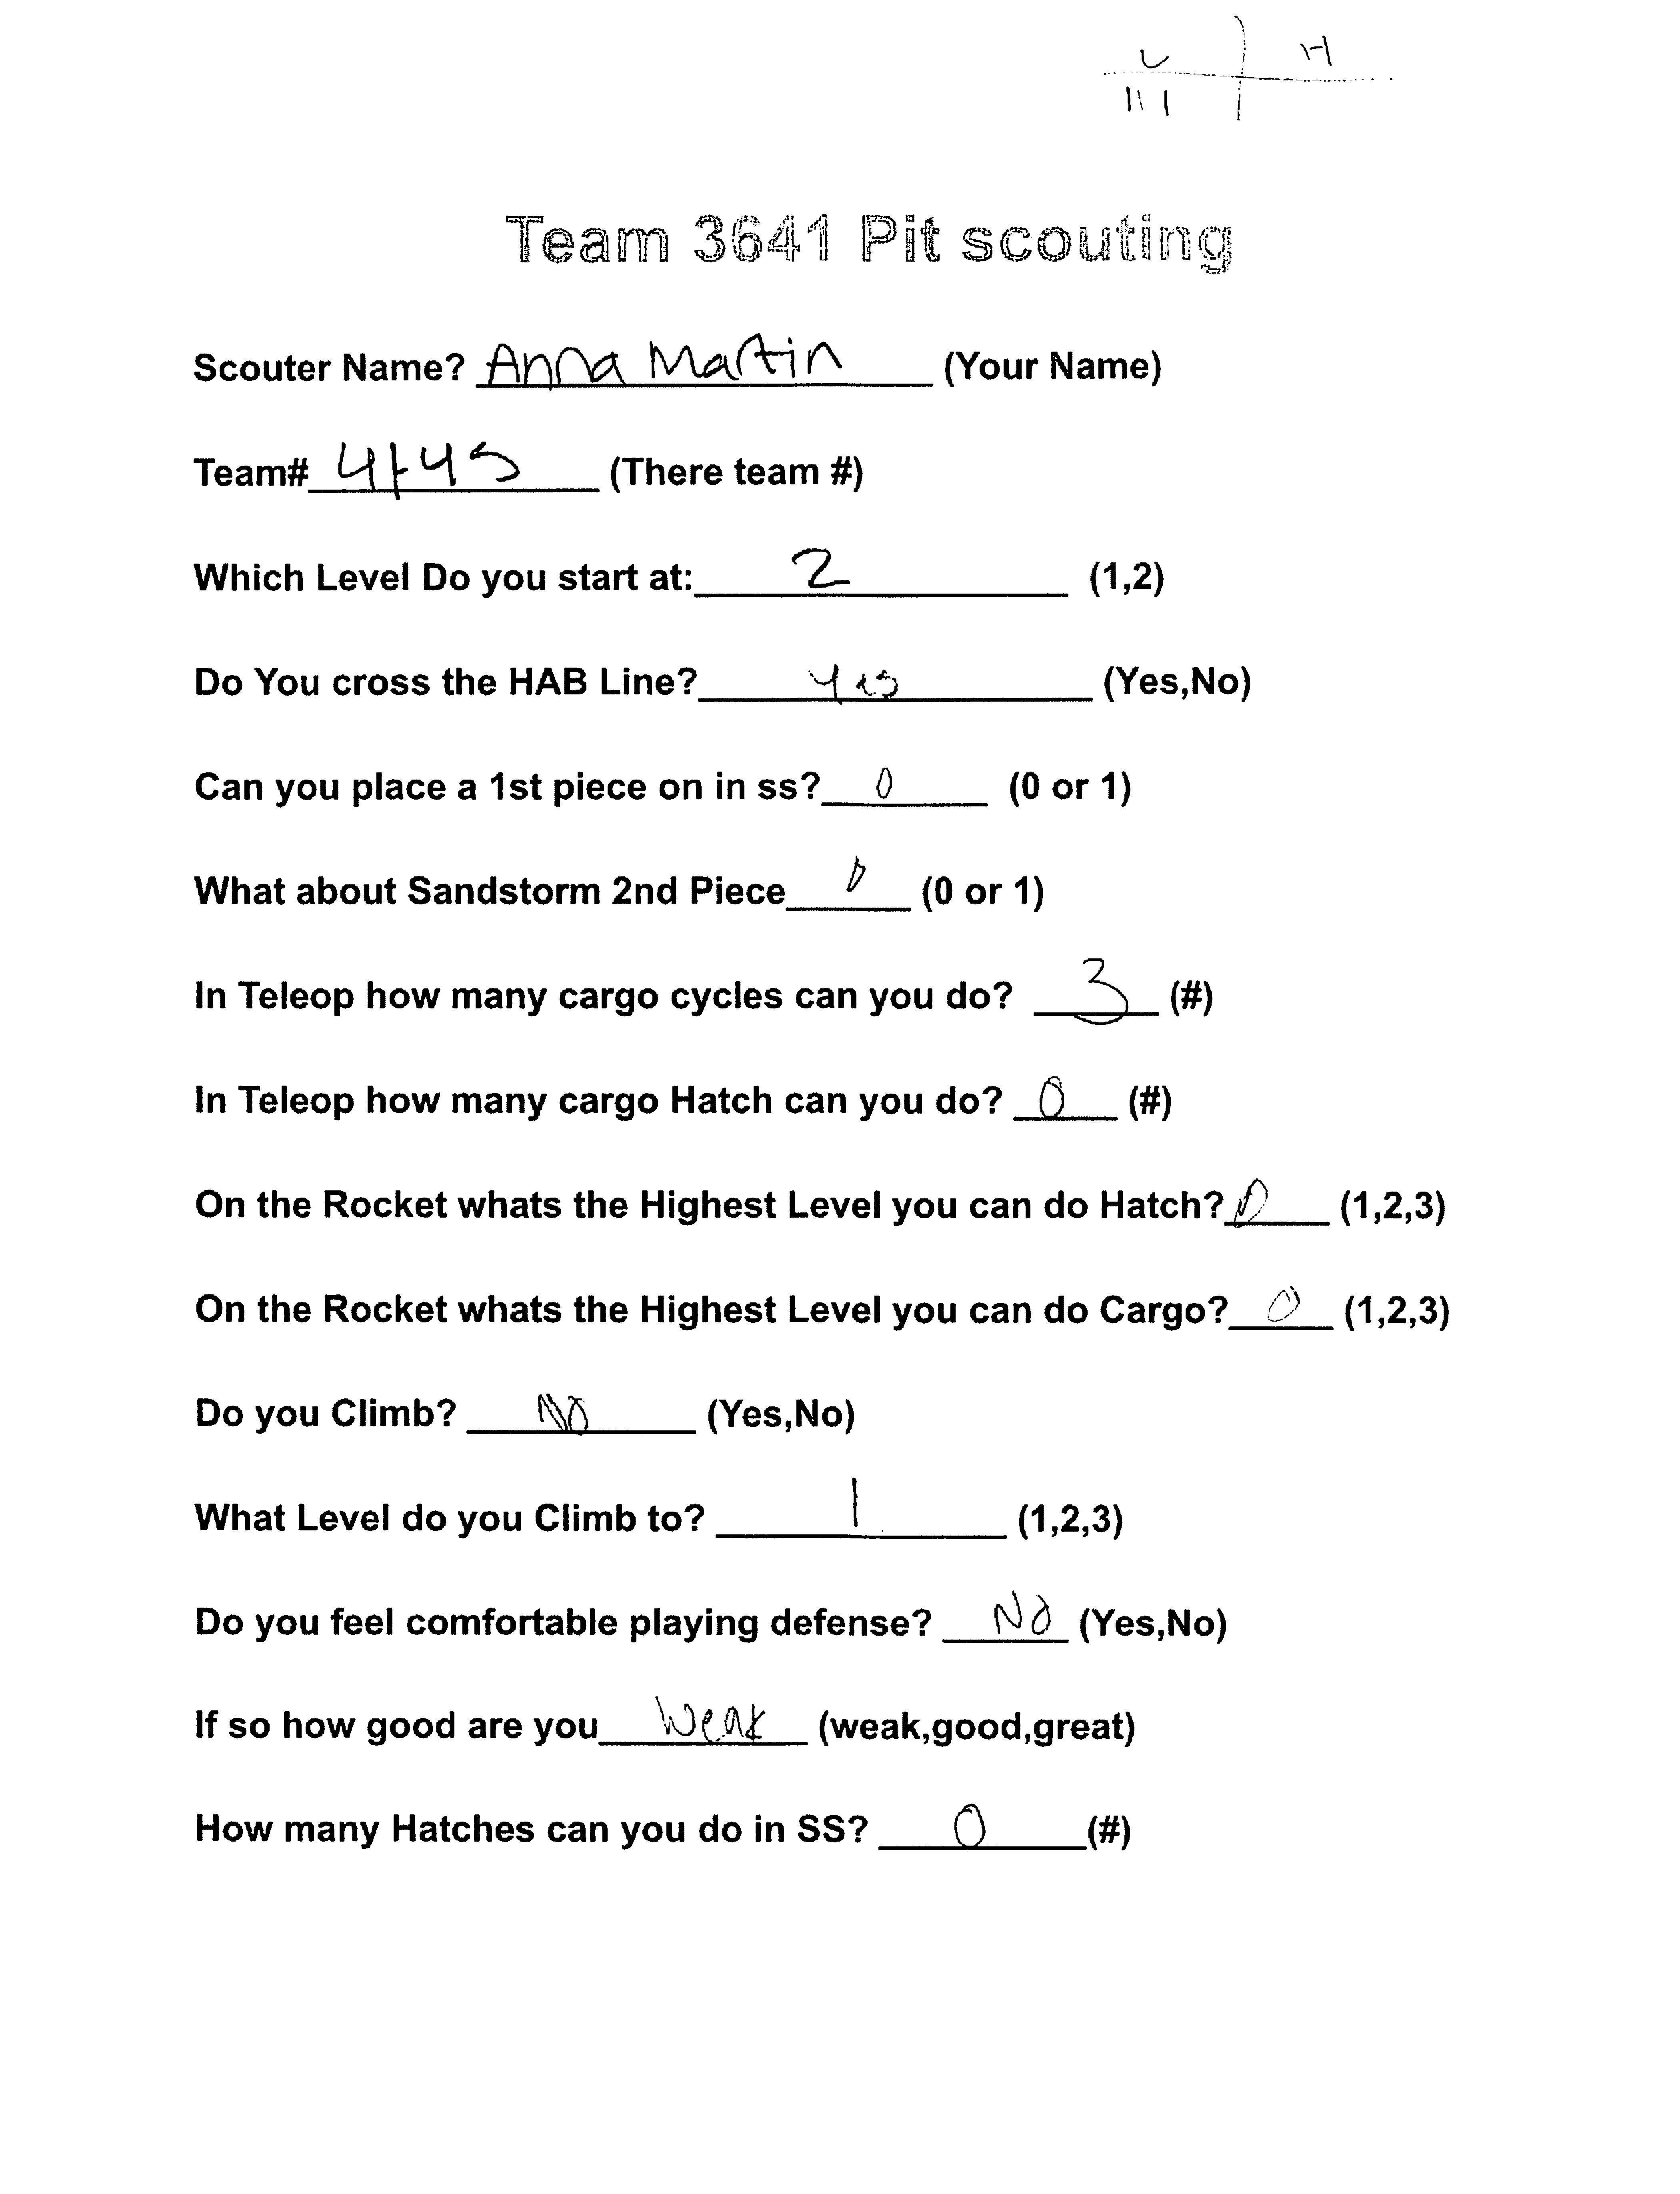 C H
III I
Team 3641 Pit scouting
Scouter Name? Anna Martin (Your Name)
Team# (There team #)
Which Level Do you start at: 2 (1,2)
Do You cross the HAB Line? Yes (Yes,No)
Can you place a 1st piece on in ss? 0 (0 or 1)
What about Sandstorm 2nd Piece 0 (0 or 1)
In Teleop how many cargo cycles can you do? 3 (#)
In Teleop how many cargo Hatch can you do? 0 (#)
On the Rocket whats the Highest Level you can do Hatch? 0 (1,2,3)
On the Rocket whats the Highest Level you can do Cargo? 0 (1,2,3)
Do you Climb? No (Yes,No)
What Level do you Climb to? 1 (1,2,3)
Do you feel comfortable playing defense? No (Yes,No)
If so how good are you Weak (weak,good,great)
How many Hatches can you do in SS? 0 (#)